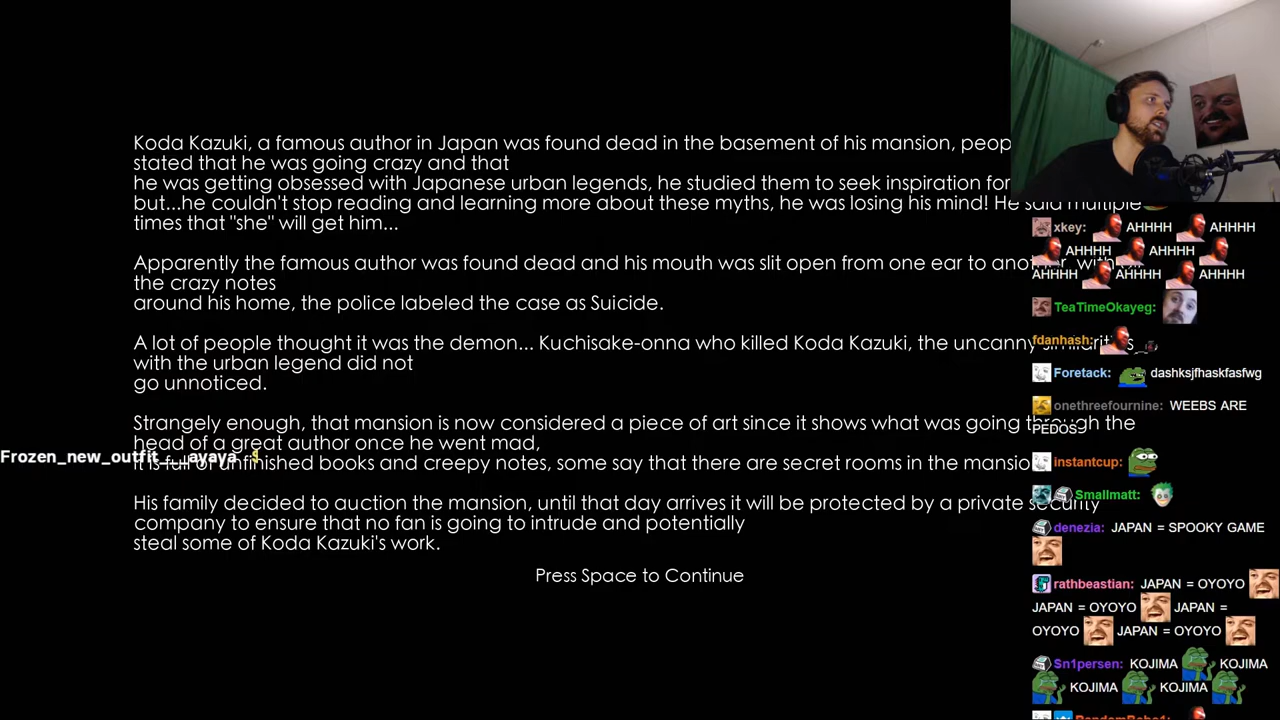 Koda Kazuki, a famous author in Japan was found dead in the basement of his mansion,
stated that he was going crazy and that
he was getting obsessed with Japanese urban legends, he studied them to seek inspiration for
but...he couldn't stop reading and learning more about these myths, he was losing his mind! He said multiple
times that "she" will get him...
Apparently the famous author was found dead and his mouth was slit open from one ear to another,
the crazy notes
around his home, the police labeled the case as Suicide.
A lot of people thought it was the demon... Kuchisake-onna who killed Koda Kazuki, the uncanny similarities
with the urban legend did not
go unnoticed.
Strangely enough, that mansion is now considered a piece of art since it shows what was going through the
head of a great author once he went mad,
it is full of unfinished books and creepy notes, some say that there are secret rooms in the
His family decided to auction the mansion, until that day arrives it will be protected by a private security
company to ensure that no fan is going to intrude and potentially
steal some of Koda Kazuki's work.
Press Space to Continue
xkey: AHHHH AHHHH
AHHHH AHHHH
AHHHH AHHHH AHHHH
TeaTimeOkayeg:
fdanhash:
Foretack: dashksjfhaskfasfwg
onethreefournine: WEEBS ARE
PEDOS
instantcup:
Smallmatt:
denezia: JAPAN = SPOOKY GAME
rathbeastian: JAPAN = OYOYO
JAPAN = OYOYO JAPAN =
OYOYO JAPAN = OYOYO
Sn1persen: KOJIMA KOJIMA
KOJIMA KOJIMA